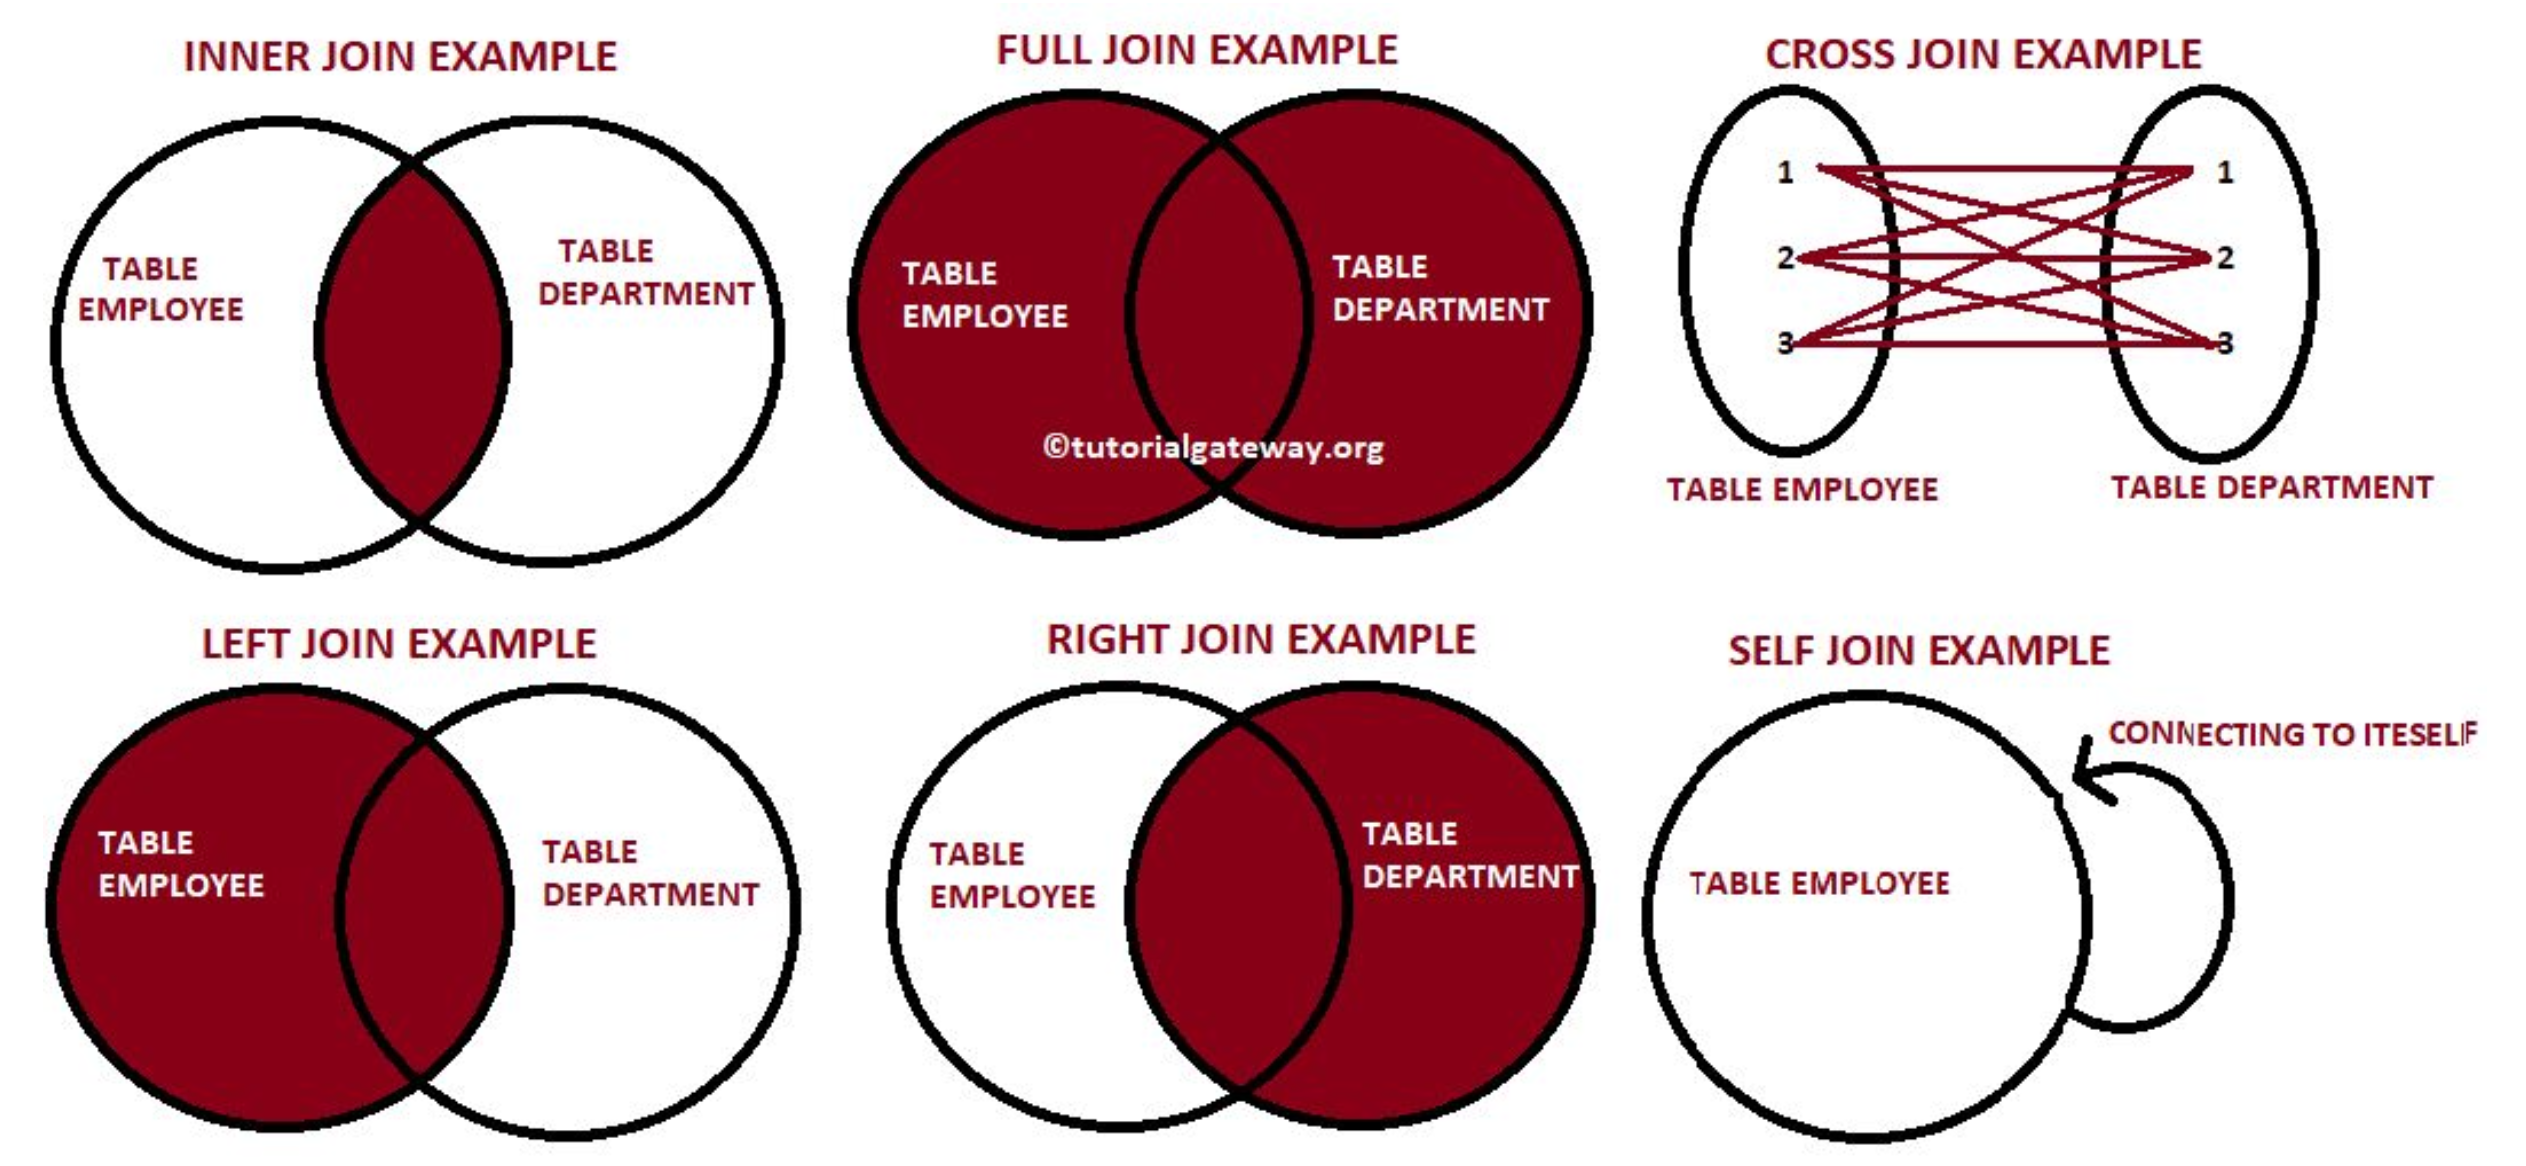 INNER JOIN EXAMPLE
TABLE
EMPLOYEE
TABLE
DEPARTMENT
FULL JOIN EXAMPLE
TABLE
EMPLOYEE
TABLE
DEPARTMENT
©tutorialgateway.org
CROSS JOIN EXAMPLE
1
1
2
2
3
3
TABLE EMPLOYEE
TABLE DEPARTMENT
LEFT JOIN EXAMPLE
TABLE
EMPLOYEE
TABLE
DEPARTMENT
RIGHT JOIN EXAMPLE
TABLE
EMPLOYEE
TABLE
DEPARTMENT
SELF JOIN EXAMPLE
CONNECTING TO ITESELF
TABLE EMPLOYEE